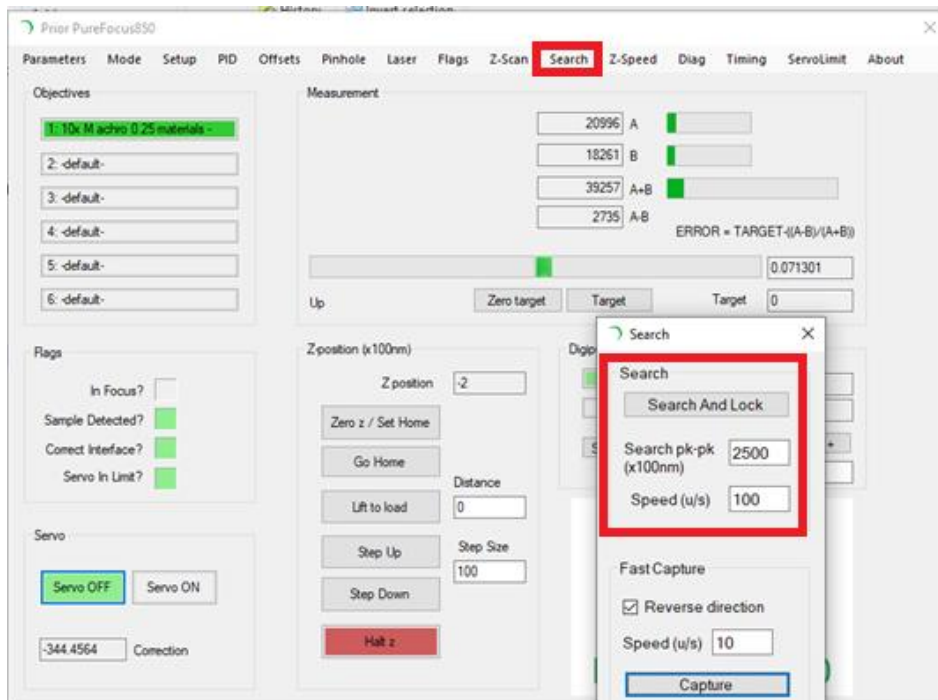 History Invert selection
Prior PureFocus850
Parameters Mode Setup PID Offsets Pinhole Laser Flags Z-Scan Search Z-Speed Diag Timing ServoLimit About
Objectives
1: 10x M achro 0.25 materials -
2: -default-
3: -default-
4: -default-
5: -default-
6: -default-
Measurement
20996 A
18261 B
39257 A+B
2735 A-B
ERROR = TARGET-((A-B)/(A+B))
0.071301
Up Zero target Target Target 0
Flags
In Focus?
Sample Detected?
Correct Interface?
Servo In Limit?
Servo
Servo OFF Servo ON
-344.4564 Correction
Z-position (x100nm)
Z position -2
Zero z / Set Home
Go Home
Distance
Lift to load 0
Step Size
Step Up 100
Step Down
Halt z
Search
Search
Search And Lock
Search pk-pk 2500
(x100nm)
Speed (u/s) 100
Fast Capture
Reverse direction
Speed (u/s) 10
Capture